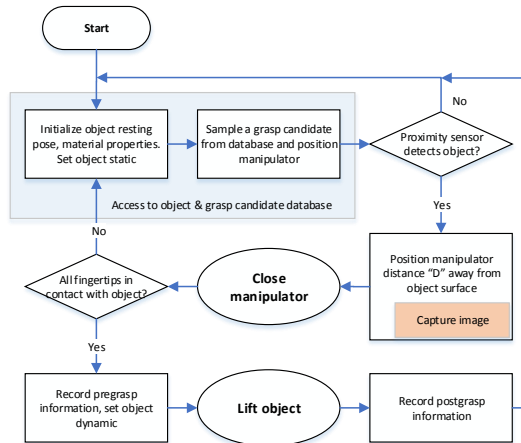 Start
No
Initialize object resting
pose, material properties.
Set object static
Sample a grasp candidate
from database and position
manipulator
Proximity sensor
detects object?
Access to object & grasp candidate database
Yes
No
All fingertips in
contact with object?
Close
manipulator
Position manipulator
distance “D” away from
object surface
Capture image
Yes
Record pregrasp
information, set object
dynamic
Lift object
Record postgrasp
information